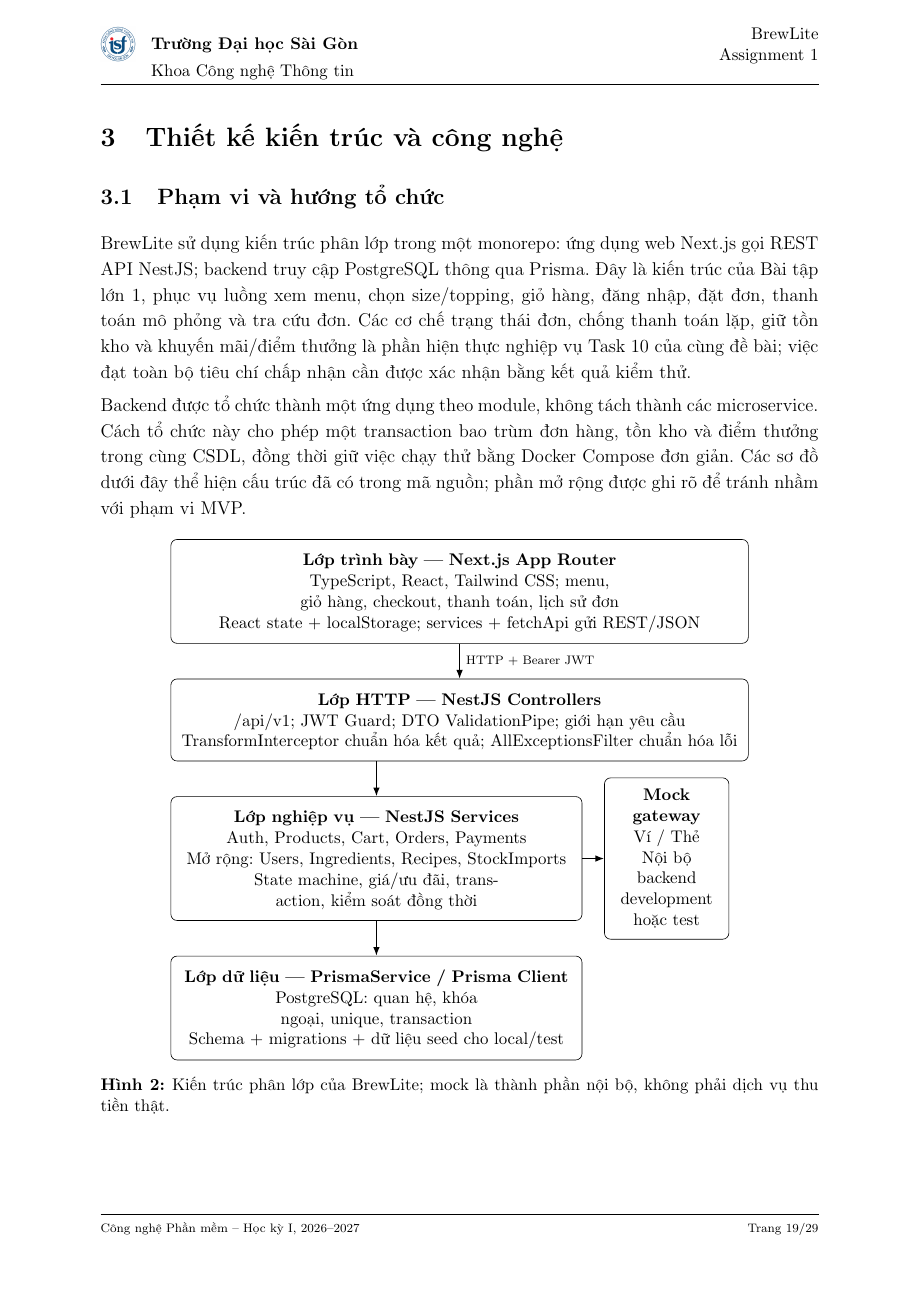 Trường Đại học Sài Gòn
Khoa Công nghệ Thông tin
BrewLite
Assignment 1
3 Thiết kế kiến trúc và công nghệ
3.1 Phạm vi và hướng tổ chức
BrewLite sử dụng kiến trúc phân lớp trong một monorepo: ứng dụng web Next.js gọi REST
API NestJS; backend truy cập PostgreSQL thông qua Prisma. Đây là kiến trúc của Bài tập
lớn 1, phục vụ luồng xem menu, chọn size/topping, giỏ hàng, đăng nhập, đặt đơn, thanh
toán mô phỏng và tra cứu đơn. Các cơ chế trạng thái đơn, chống thanh toán lặp, giữ tồn
kho và khuyến mãi/điểm thưởng là phần hiện thực nghiệp vụ Task 10 của cùng đề bài; việc
đạt toàn bộ tiêu chí chấp nhận cần được xác nhận bằng kết quả kiểm thử.
Backend được tổ chức thành một ứng dụng theo module, không tách thành các microservice.
Cách tổ chức này cho phép một transaction bao trùm đơn hàng, tồn kho và điểm thưởng
trong cùng CSDL, đồng thời giữ việc chạy thử bằng Docker Compose đơn giản. Các sơ đồ
dưới đây thể hiện cấu trúc đã có trong mã nguồn; phần mở rộng được ghi rõ để tránh nhầm
với phạm vi MVP.
Lớp trình bày — Next.js App Router
TypeScript, React, Tailwind CSS; menu,
giỏ hàng, checkout, thanh toán, lịch sử đơn
React state + localStorage; services + fetchApi gửi REST/JSON
HTTP + Bearer JWT
Lớp HTTP — NestJS Controllers
/api/v1; JWT Guard; DTO ValidationPipe; giới hạn yêu cầu
TransformInterceptor chuẩn hóa kết quả; AllExceptionsFilter chuẩn hóa lỗi
Lớp nghiệp vụ — NestJS Services
Auth, Products, Cart, Orders, Payments
Mở rộng: Users, Ingredients, Recipes, StockImports
State machine, giá/ưu đãi, trans-
action, kiểm soát đồng thời
Mock
gateway
Ví / Thẻ
Nội bộ
backend
development
hoặc test
Lớp dữ liệu — PrismaService / Prisma Client
PostgreSQL: quan hệ, khóa
ngoại, unique, transaction
Schema + migrations + dữ liệu seed cho local/test
Hình 2: Kiến trúc phân lớp của BrewLite; mock là thành phần nội bộ, không phải dịch vụ thu
tiền thật.
Công nghệ Phần mềm – Học kỳ I, 2026–2027
Trang 19/29